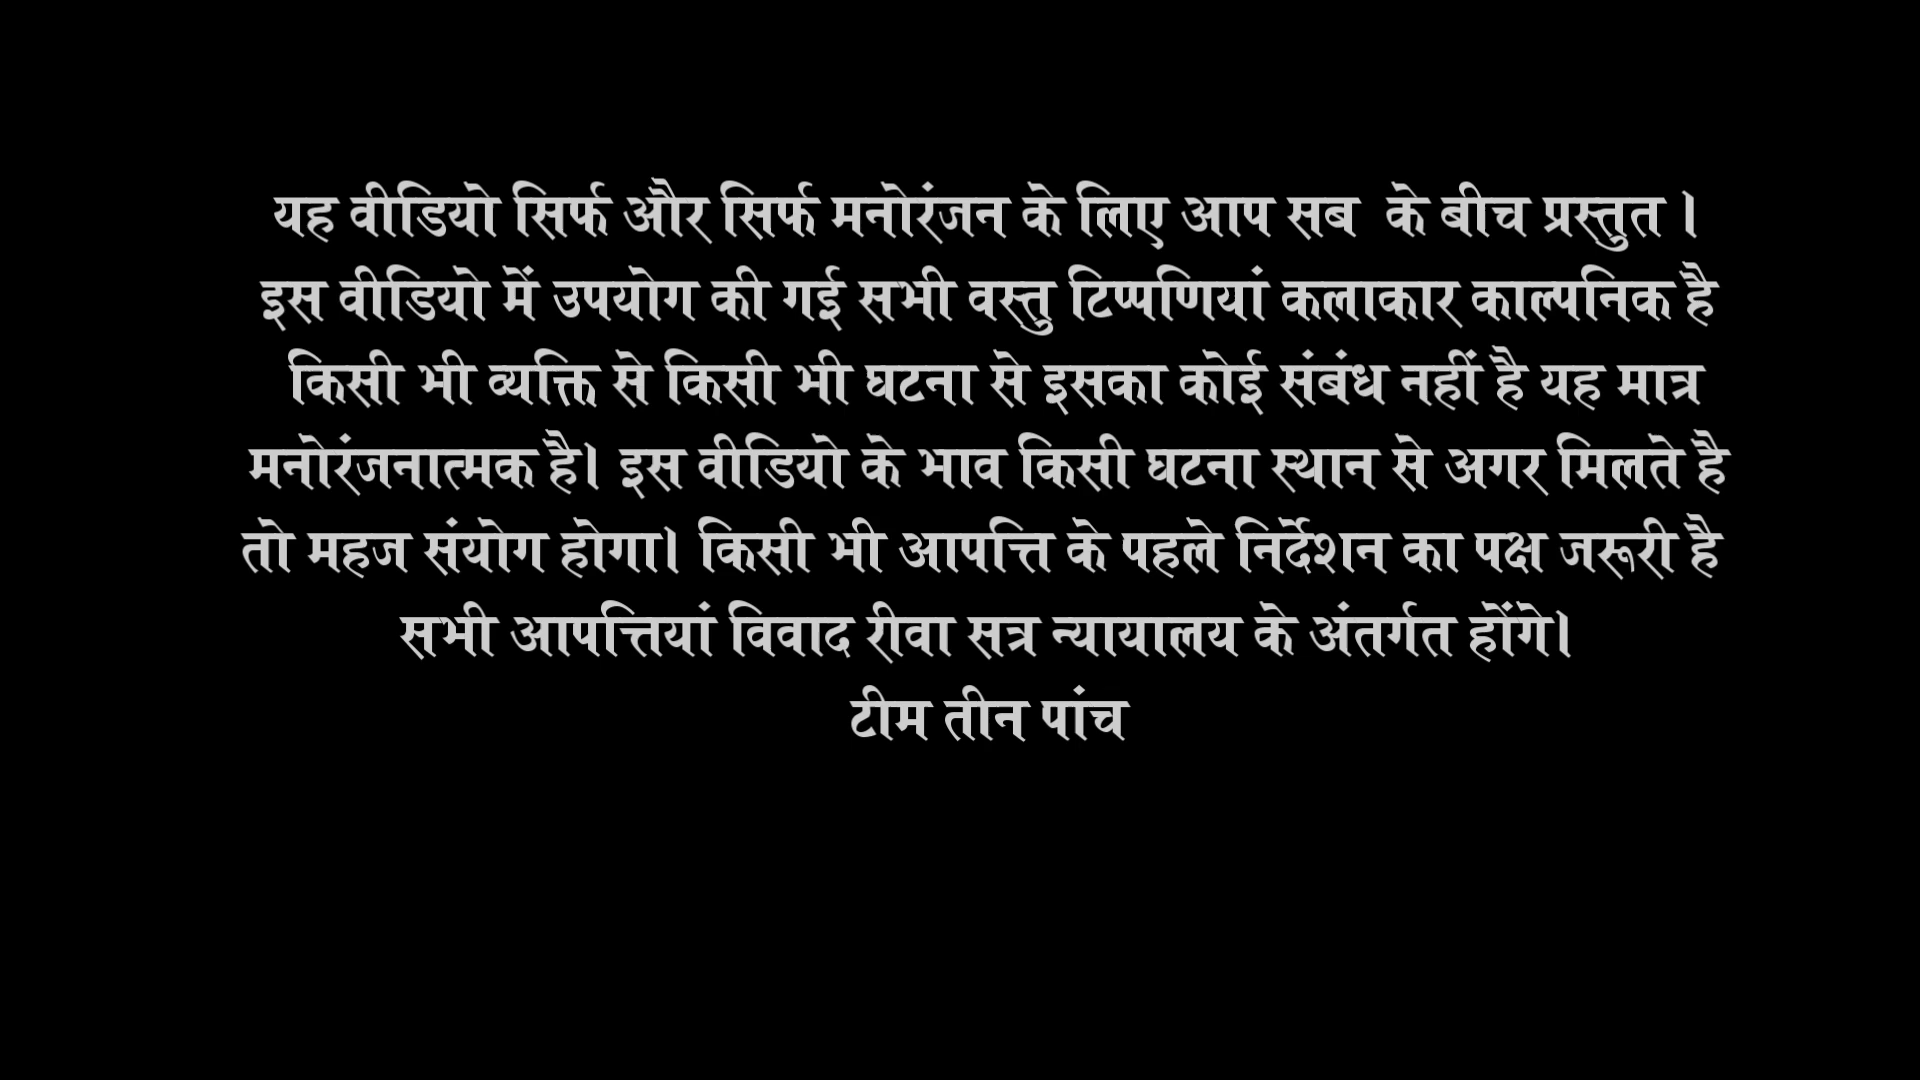 यह वीडियो सिर्फ और सिर्फ मनोरंजन के लिए आप सब  के बीच प्रस्तुत ।
इस वीडियो में उपयोग की गई सभी वस्तु टिप्पणियां कलाकार काल्पनिक है
किसी भी व्यक्ति से किसी भी घटना से इसका कोई संबंध नहीं है यह मात्र
मनोरंजनात्मक है। इस वीडियो के भाव किसी घटना स्थान से अगर मिलते है
तो महज संयोग होगा। किसी भी आपत्ति के पहले निर्देशन का पक्ष जरूरी है
सभी आपत्तियां विवाद रीवा सत्र न्यायालय के अंतर्गत होंगे।
टीम तीन पांच